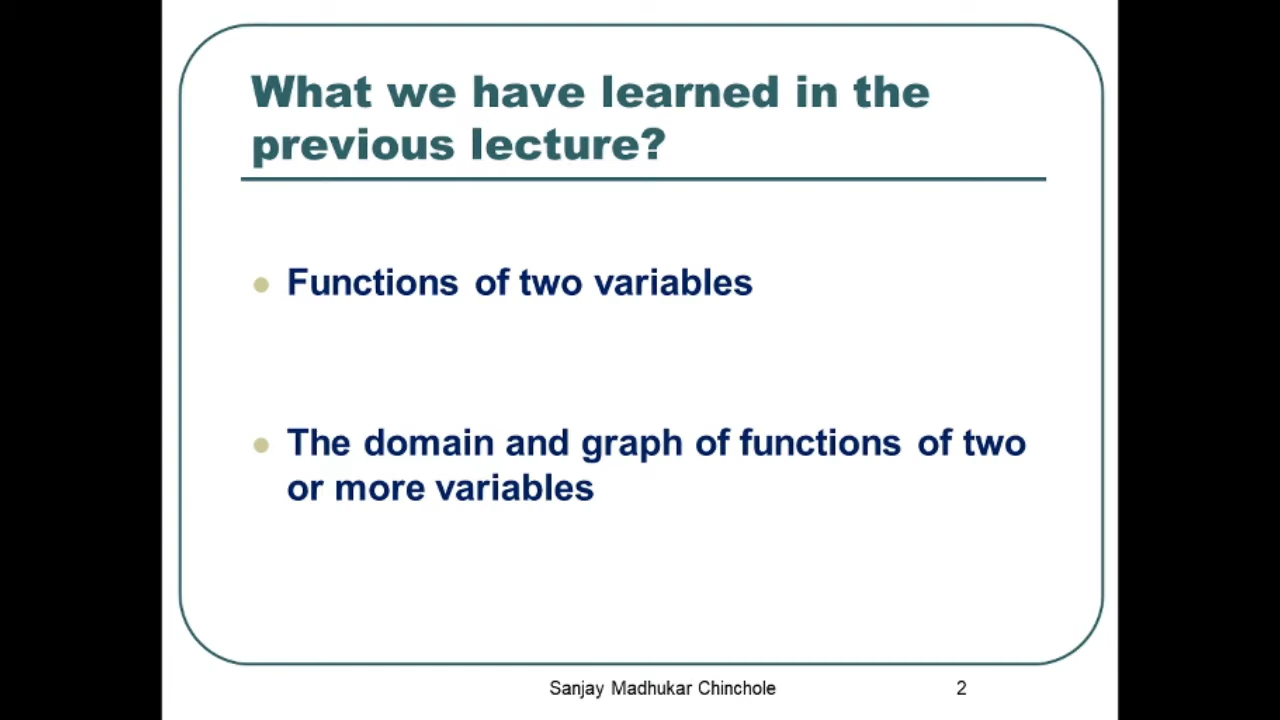 What we have learned in the
previous lecture?
Functions of two variables
The domain and graph of functions of two
or more variables
Sanjay Madhukar Chinchole
2